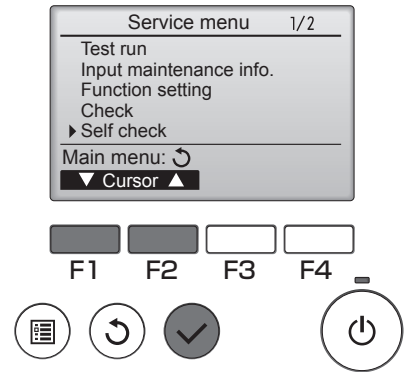 Service menu 1/2
Test run
Input maintenance info.
Function setting
Check
Self check
Main menu:
▼ Cursor ▲
F1 F2 F3 F4